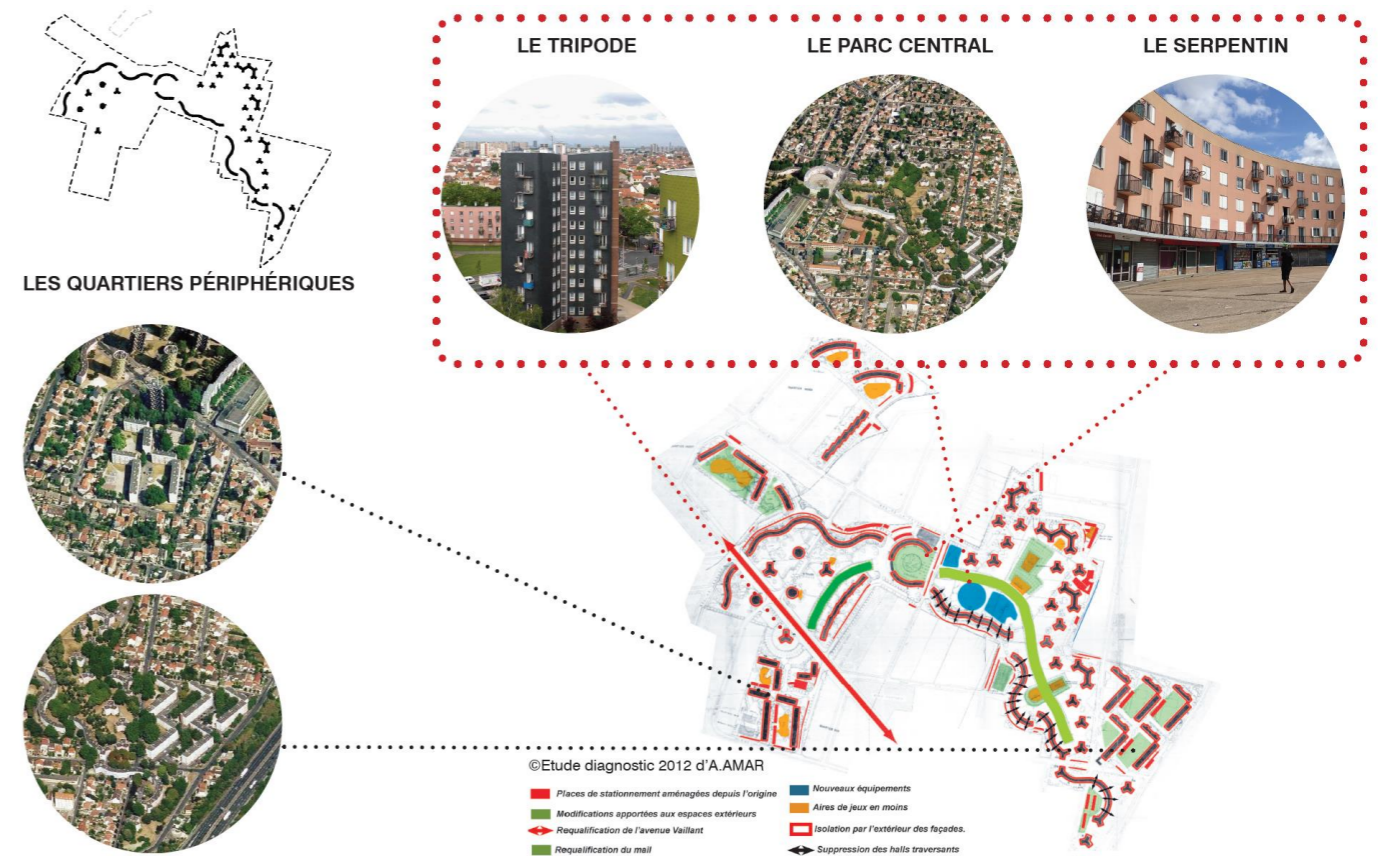 LE TRIPODE
LE PARC CENTRAL
LE SERPENTIN
LES QUARTIERS PÉRIPHÉRIQUES
©Etude diagnostic 2012 d'A.AMAR
Places de stationnement aménagées depuis l'origine
Modifications apportées aux espaces extérieurs
Requalification de l'avenue Vaillant
Requalification du mail
Nouveaux équipements
Aires de jeux en moins
Isolation par l'extérieur des façades.
Suppression des halls traversants